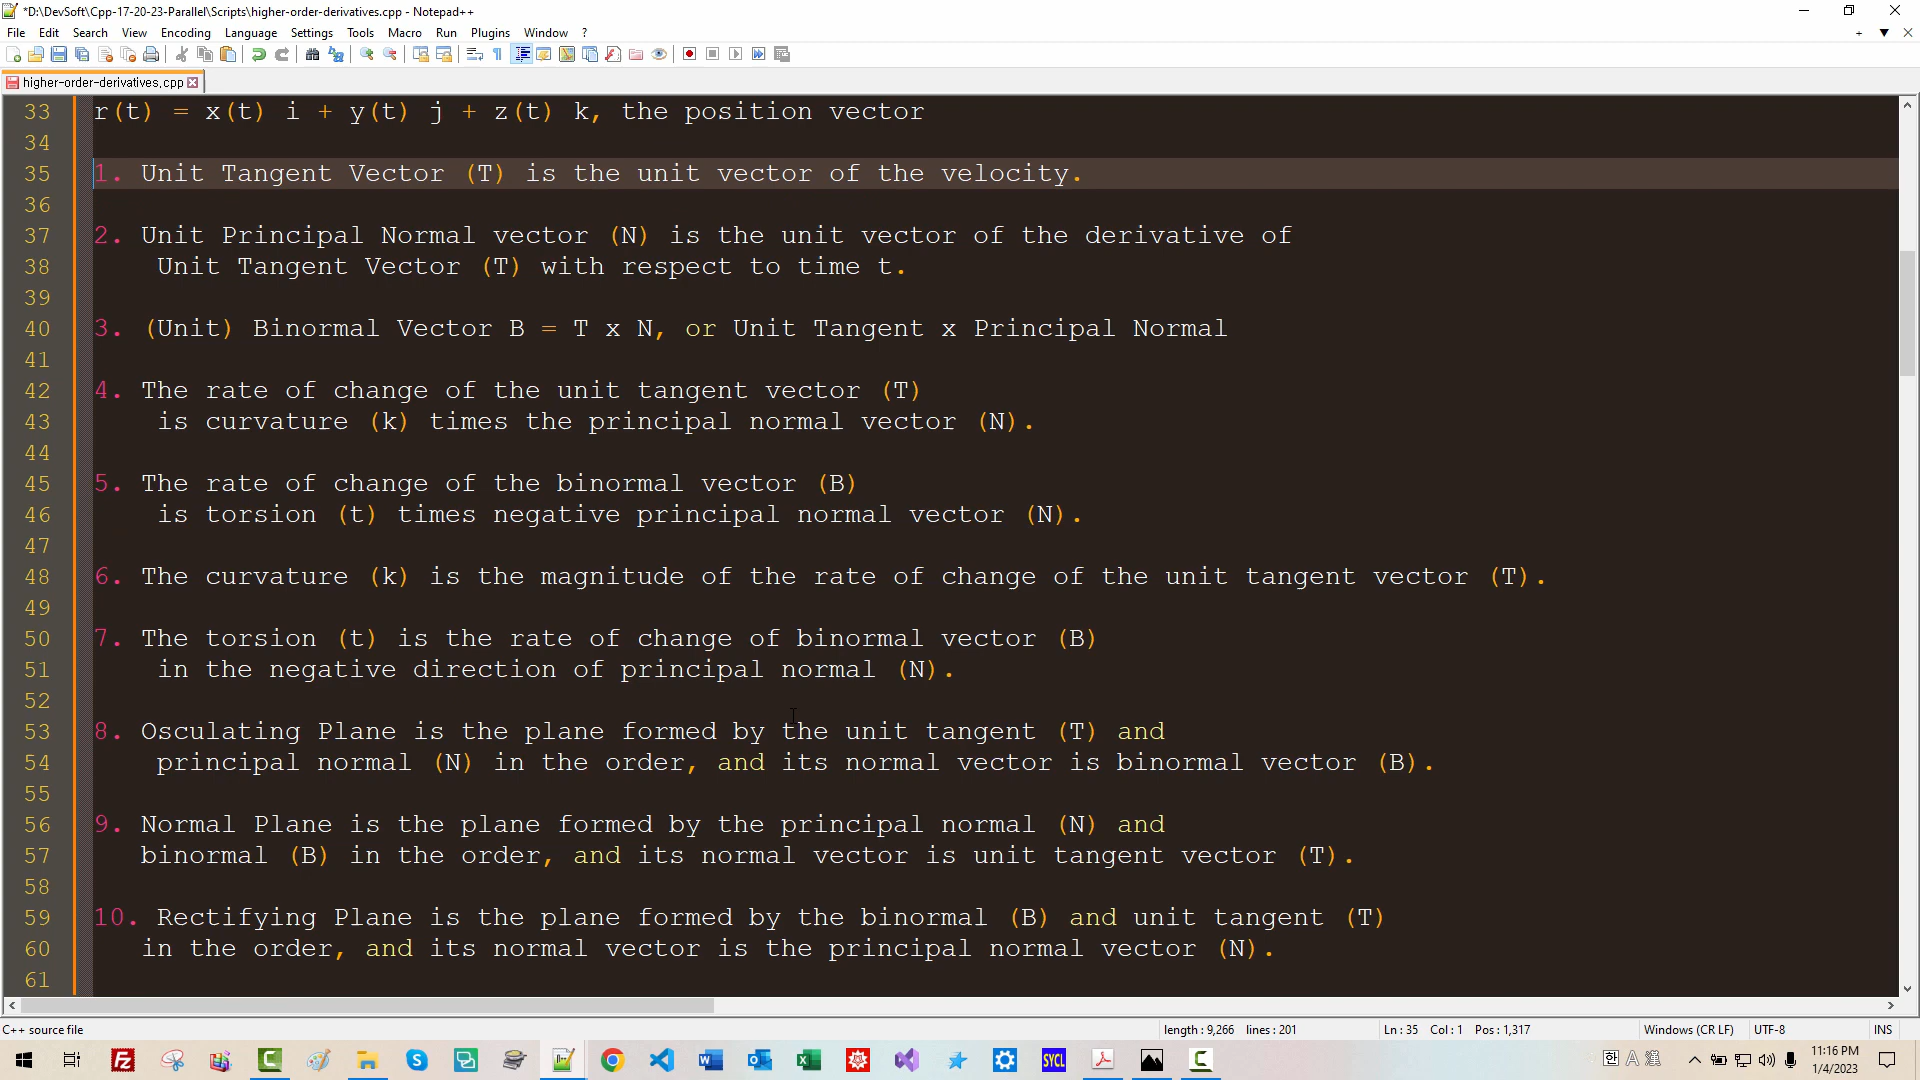 *D:\DevSoft\Cpp-17-20-23-Parallel\Scripts\higher-order-derivatives.cpp - Notepad++
File Edit Search View Encoding Language Settings Tools Macro Run Plugins Window ?
higher-order-derivatives.cpp
33 r(t) = x(t) i + y(t) j + z(t) k, the position vector
34
35 1. Unit Tangent Vector (T) is the unit vector of the velocity.
36
37 2. Unit Principal Normal vector (N) is the unit vector of the derivative of
38 Unit Tangent Vector (T) with respect to time t.
39
40 3. (Unit) Binormal Vector B = T x N, or Unit Tangent x Principal Normal
41
42 4. The rate of change of the unit tangent vector (T)
43 is curvature (k) times the principal normal vector (N).
44
45 5. The rate of change of the binormal vector (B)
46 is torsion (t) times negative principal normal vector (N).
47
48 6. The curvature (k) is the magnitude of the rate of change of the unit tangent vector (T).
49
50 7. The torsion (t) is the rate of change of binormal vector (B)
51 in the negative direction of principal normal (N).
52
53 8. Osculating Plane is the plane formed by the unit tangent (T) and
54 principal normal (N) in the order, and its normal vector is binormal vector (B).
55
56 9. Normal Plane is the plane formed by the principal normal (N) and
57 binormal (B) in the order, and its normal vector is unit tangent vector (T).
58
59 10. Rectifying Plane is the plane formed by the binormal (B) and unit tangent (T)
60 in the order, and its normal vector is the principal normal vector (N).
61
C++ source file length : 9,266 lines : 201 Ln : 35 Col : 1 Pos : 1,317 Windows (CR LF) UTF-8 INS
SYCL 한 A 漢 11:16 PM
1/4/2023